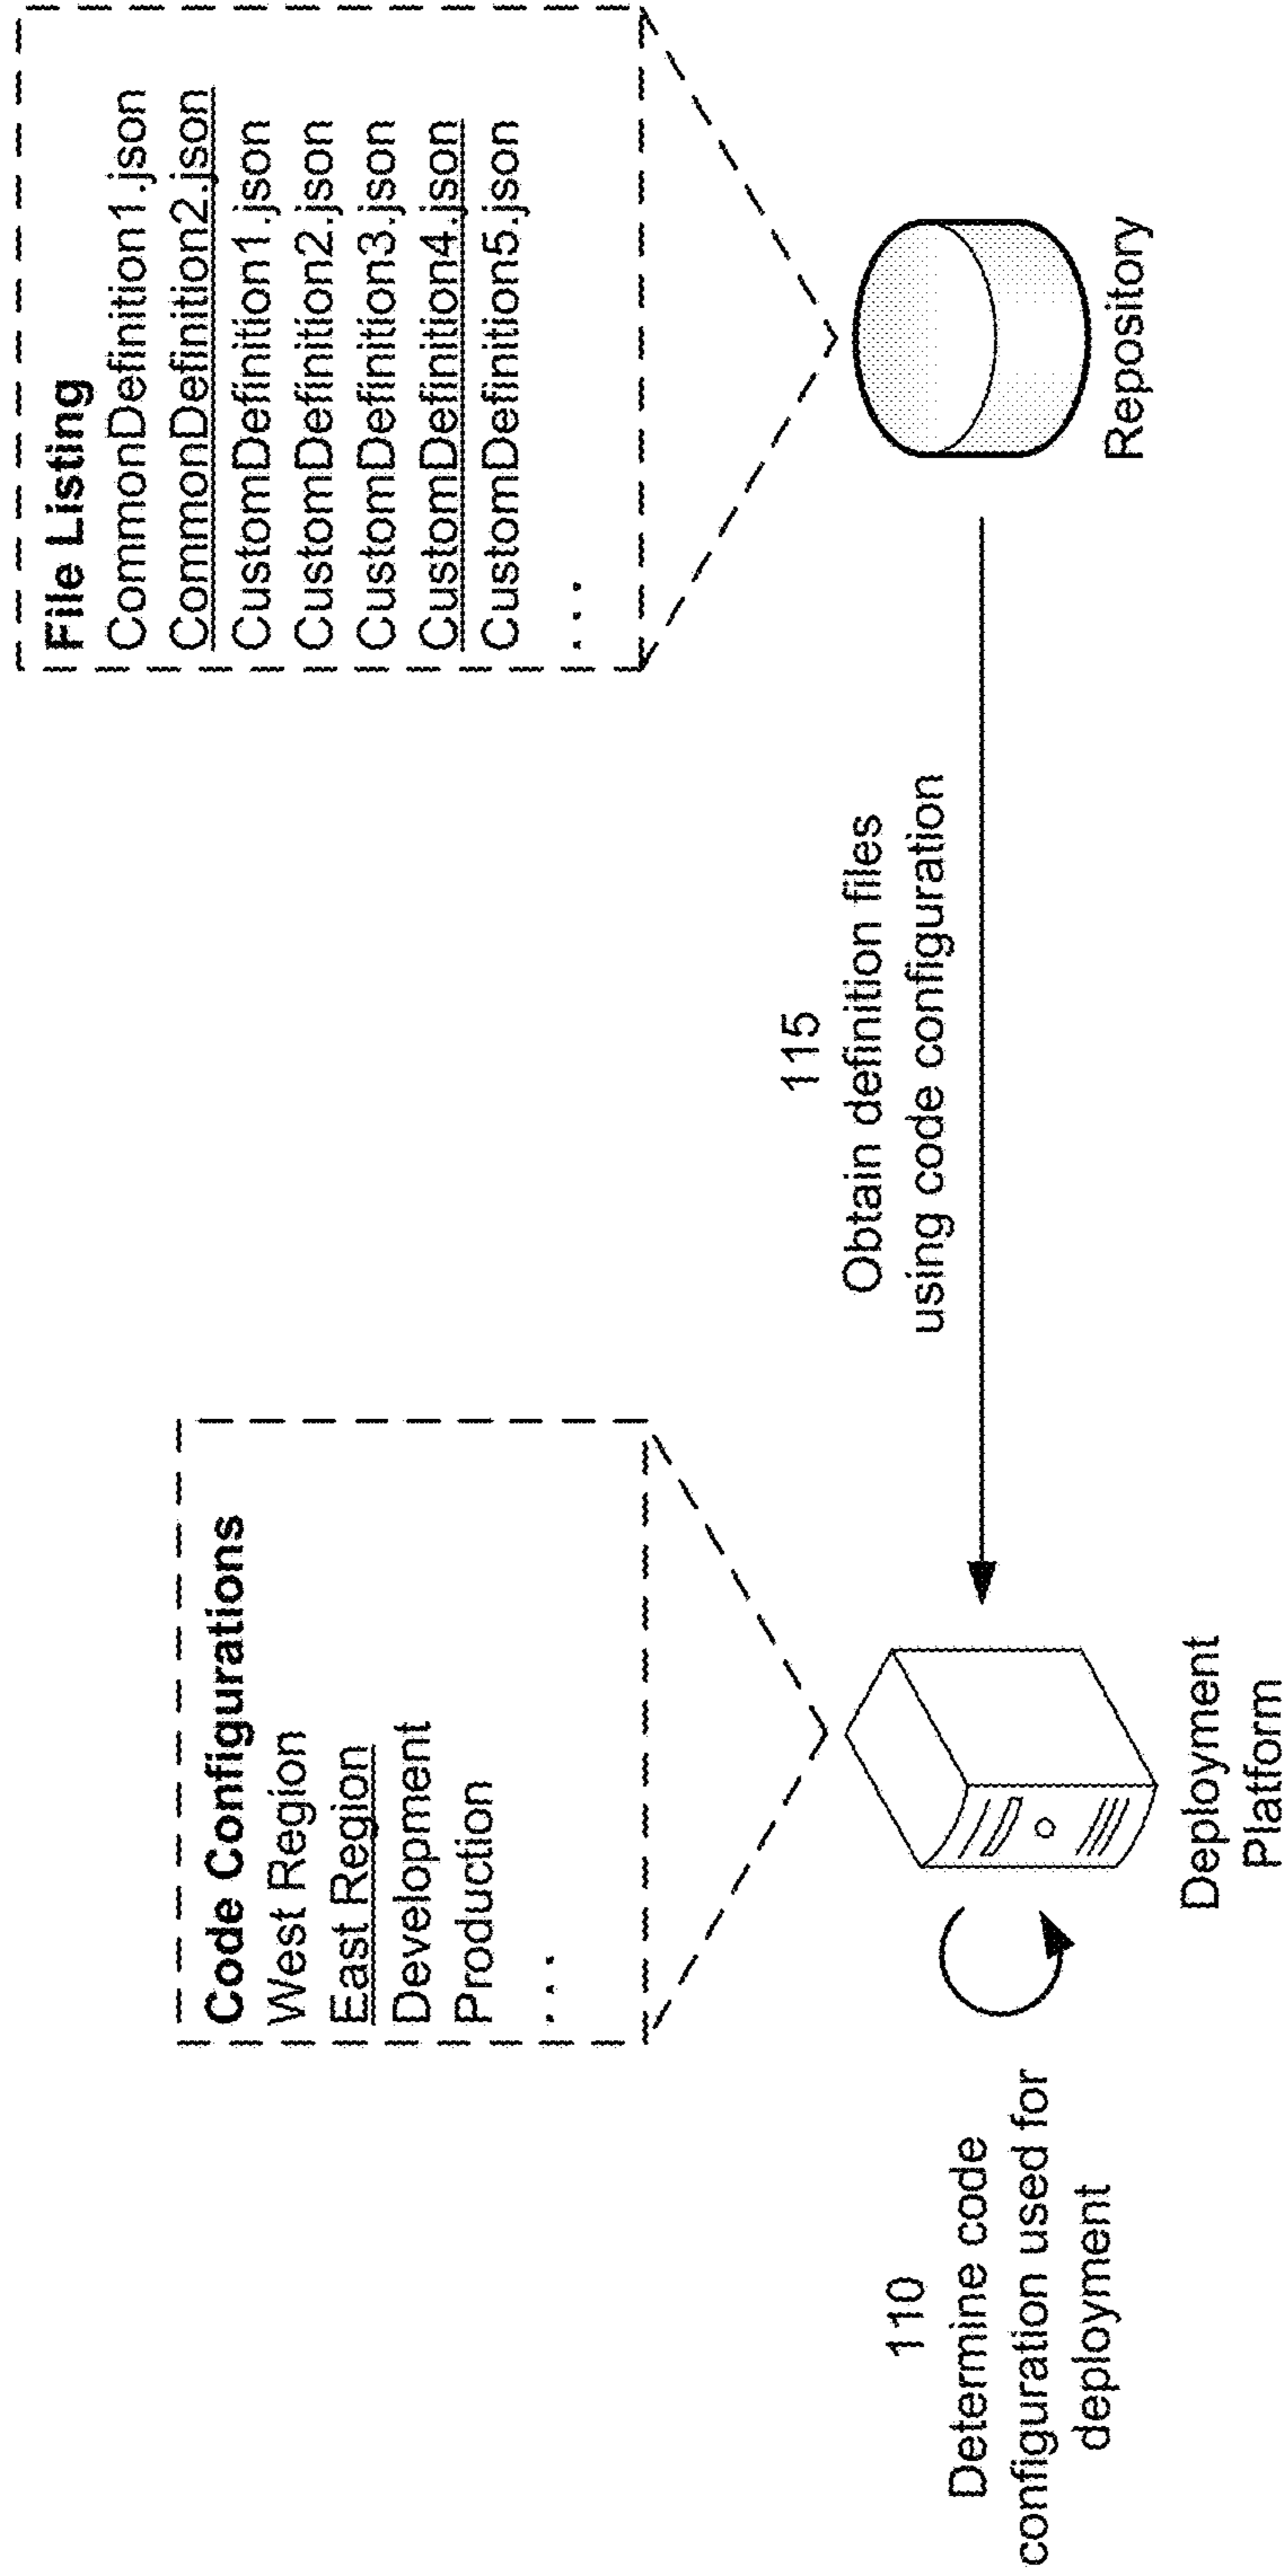 Code Configurations
West Region
East Region
Development
Production
...
File Listing
CommonDefinition1.json
CommonDefinition2.json
CustomDefinition1.json
CustomDefinition2.json
CustomDefinition3.json
CustomDefinition4.json
CustomDefinition5.json
...
110
Determine code
configuration used for
deployment
Deployment
Platform
115
Obtain definition files
using code configuration
Repository